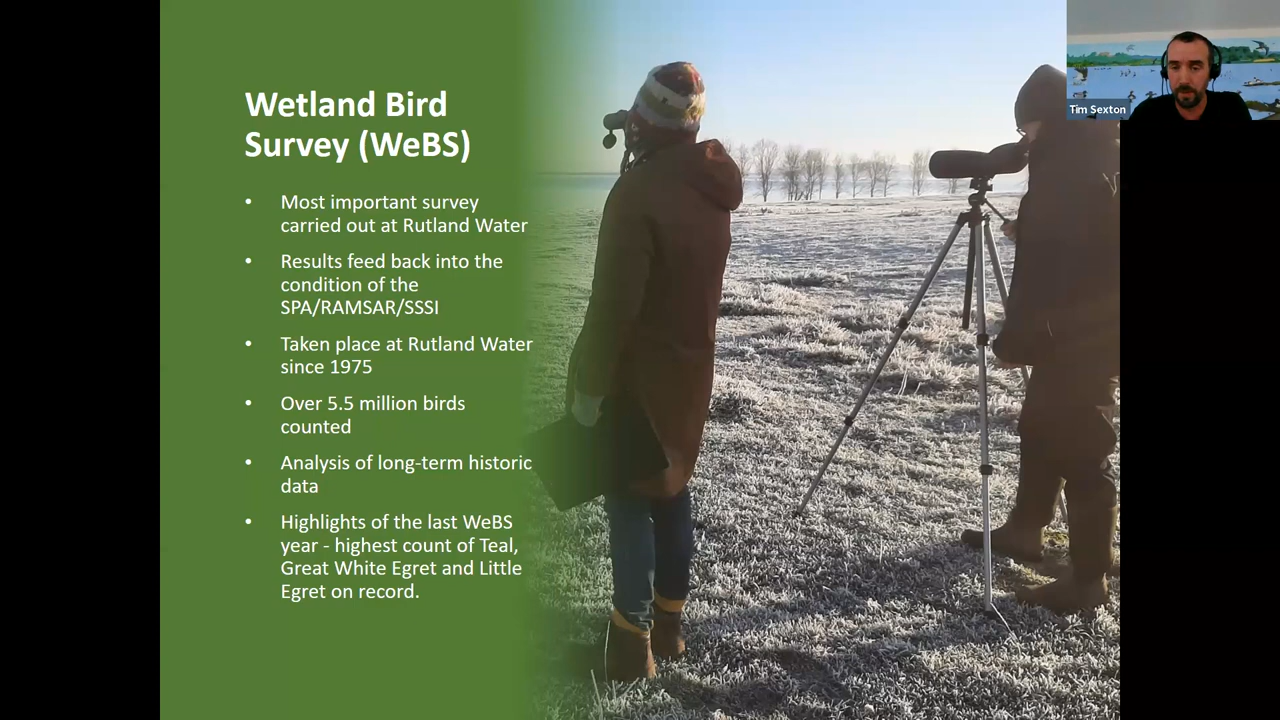 Wetland Bird
Survey (WeBS)
• Most important survey
carried out at Rutland Water
• Results feed back into the
condition of the
SPA/RAMSAR/SSSI
• Taken place at Rutland Water
since 1975
• Over 5.5 million birds
counted
• Analysis of long-term historic
data
• Highlights of the last WeBS
year - highest count of Teal,
Great White Egret and Little
Egret on record.
Tim Sexton